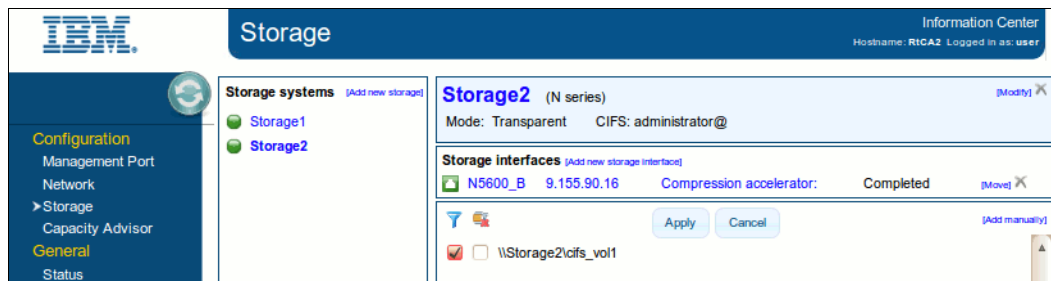 IBM.
Storage
Information Center
Hostname: RtCA2 Logged in as: user
Configuration
Management Port
Network
Storage
Capacity Advisor
General
Status
Storage systems [Add new storage]
Storage1
Storage2
Storage2 (N series) [Modify]
Mode: Transparent CIFS: administrator@
Storage interfaces [Add new storage interface]
N5600_B 9.155.90.16 Compression accelerator: Completed [Move]
Apply Cancel [Add manually]
\\Storage2\cifs_vol1